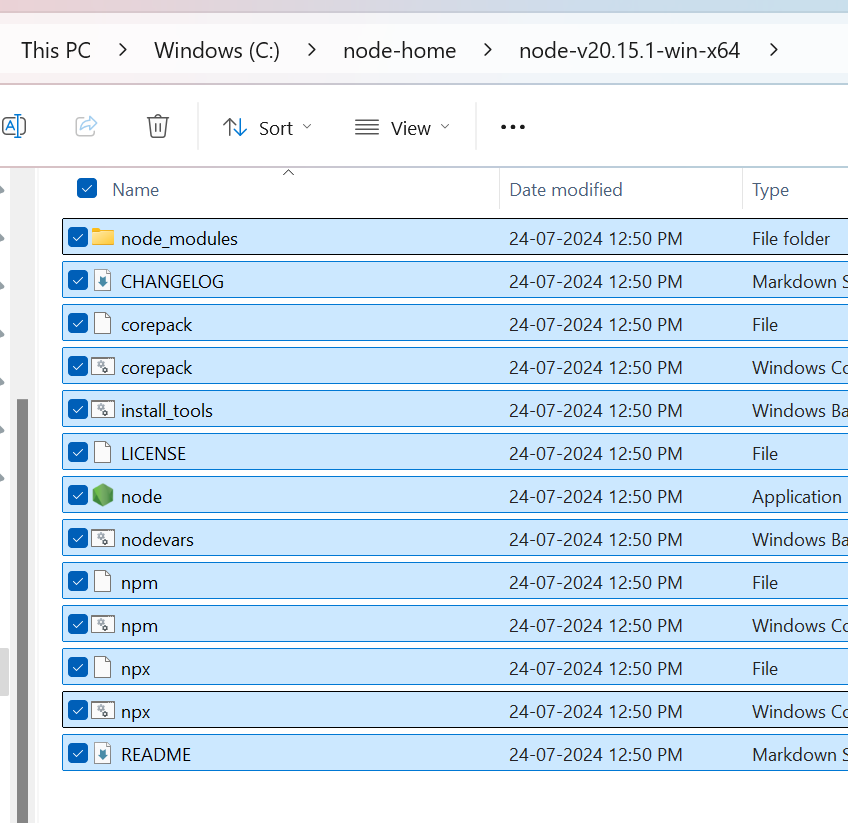 This PC > Windows (C:) > node-home > node-v20.15.1-win-x64 >
A Sort View ...
Name Date modified Type
node_modules 24-07-2024 12:50 PM File folder
CHANGELOG 24-07-2024 12:50 PM Markdown S
corepack 24-07-2024 12:50 PM File
corepack 24-07-2024 12:50 PM Windows Co
install_tools 24-07-2024 12:50 PM Windows Ba
LICENSE 24-07-2024 12:50 PM File
node 24-07-2024 12:50 PM Application
nodevars 24-07-2024 12:50 PM Windows Ba
npm 24-07-2024 12:50 PM File
npm 24-07-2024 12:50 PM Windows Co
npx 24-07-2024 12:50 PM File
npx 24-07-2024 12:50 PM Windows Co
README 24-07-2024 12:50 PM Markdown S